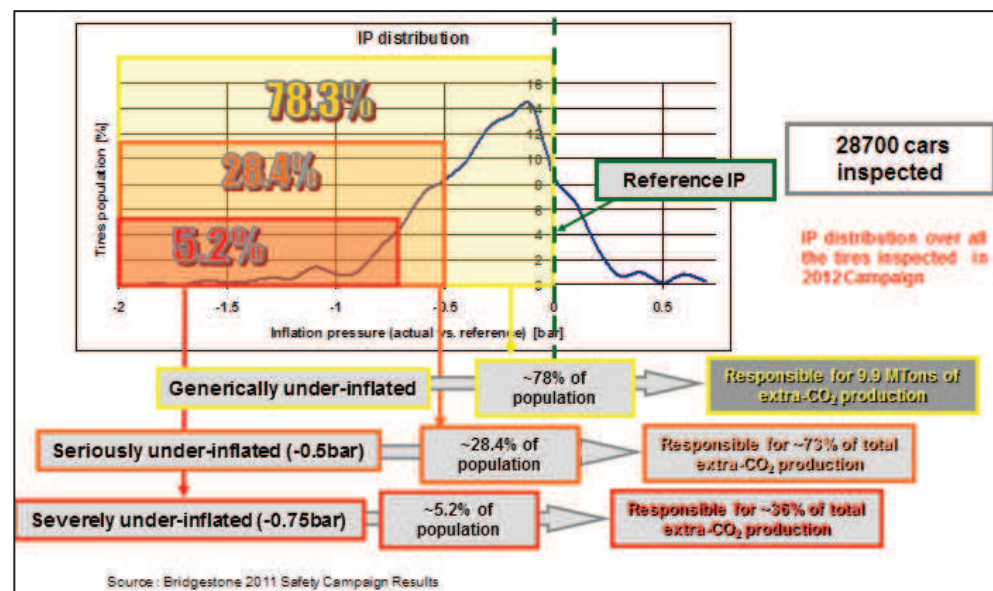 IP distribution
78.3%
28.4%
5.2%
Tires population [%]
16
14
12
10
8
6
4
2
-2
-1.5
-1
-0.5
0
0.5
Inflation pressure (actual vs. reference) [bar]
Reference IP
28700 cars
inspected
IP distribution over all
the tires inspected in
2012 Campaign
Generically under-inflated
~78% of
population
Responsible for 9.9 MTons of
extra-CO₂ production
Seriously under-inflated (-0.5bar)
~28.4% of
population
Responsible for ~73% of total
extra-CO₂ production
Severely under-inflated (-0.75bar)
~5.2% of
population
Responsible for ~36% of total
extra-CO₂ production
Source : Bridgestone 2011 Safety Campaign Results